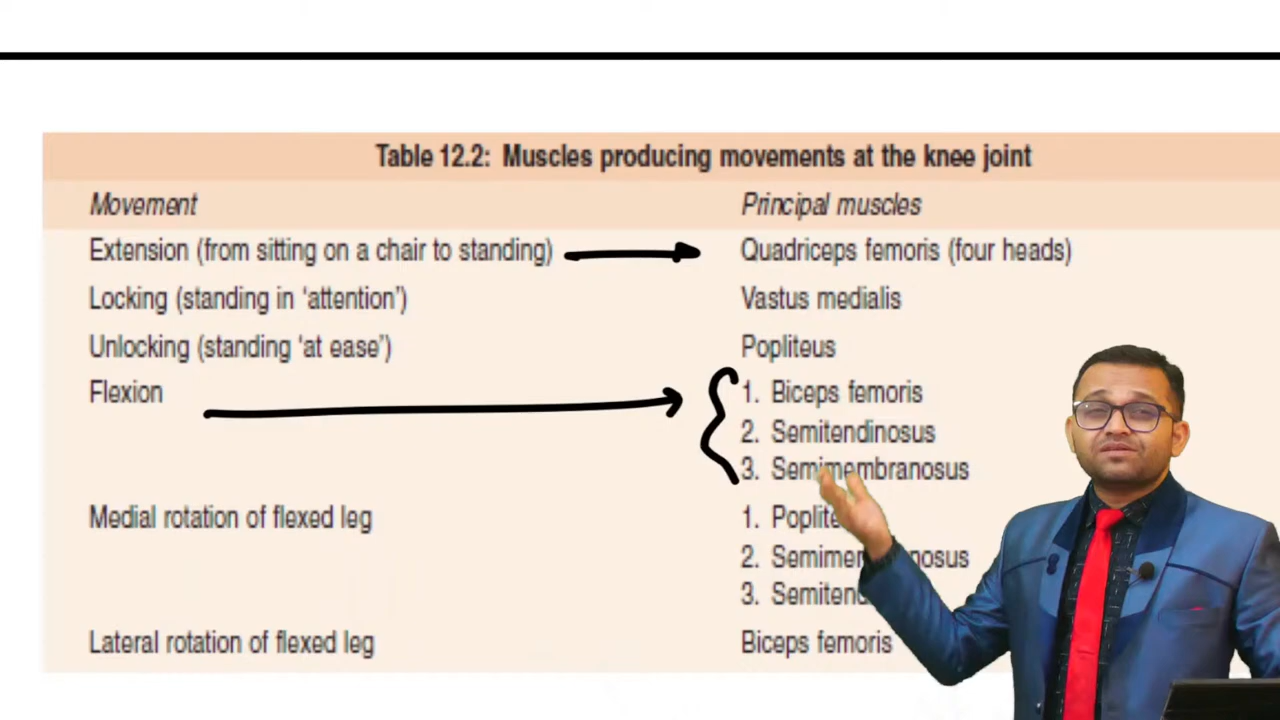 Table 12.2: Muscles producing movements at the knee joint
Movement Principal muscles
Extension (from sitting on a chair to standing) Quadriceps femoris (four heads)
Locking (standing in ‘attention’) Vastus medialis
Unlocking (standing ‘at ease’) Popliteus
Flexion 1. Biceps femoris
2. Semitendinosus
3. Semimembranosus
Medial rotation of flexed leg 1.
2.
3.
Lateral rotation of flexed leg Biceps femoris